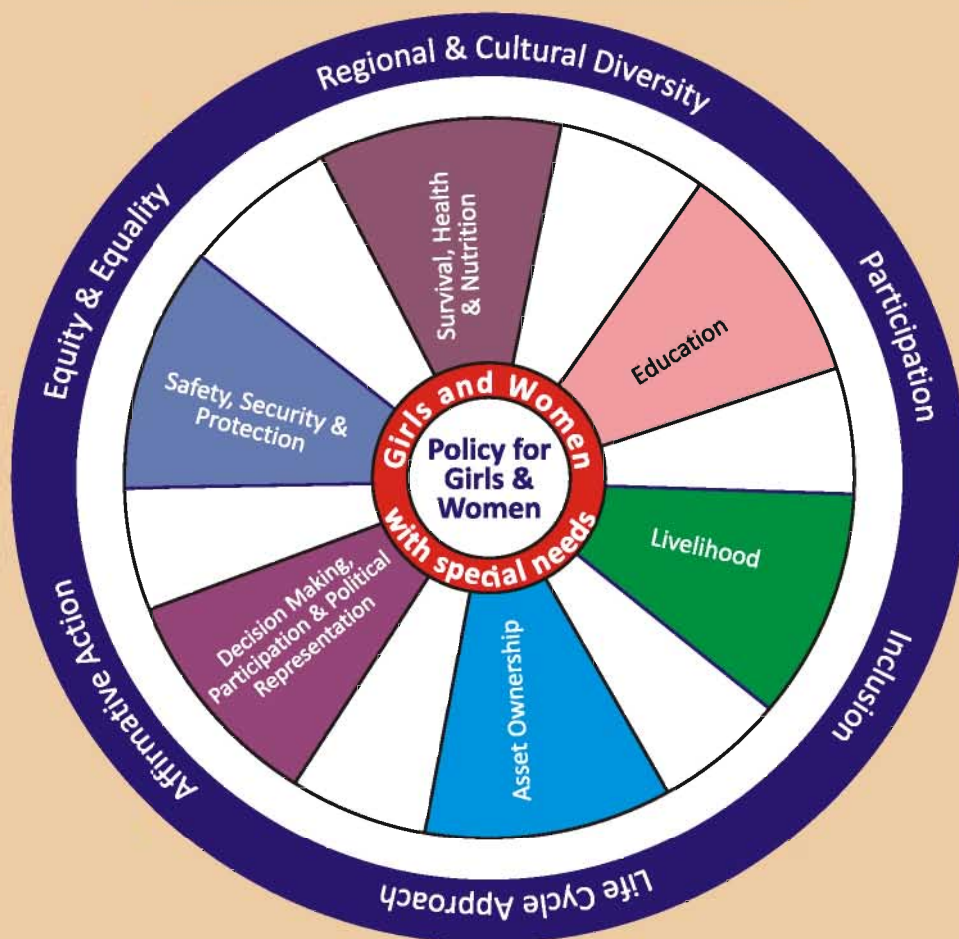 Regional & Cultural Diversity
Participation
Inclusion
Life Cycle Approach
Affirmative Action
Equity & Equality
Survival, Health
& Nutrition
Education
Livelihood
Asset Ownership
Decision Making,
Participation & Political
Representation
Safety, Security &
Protection
Girls and Women
with special needs
Policy for
Girls &
Women